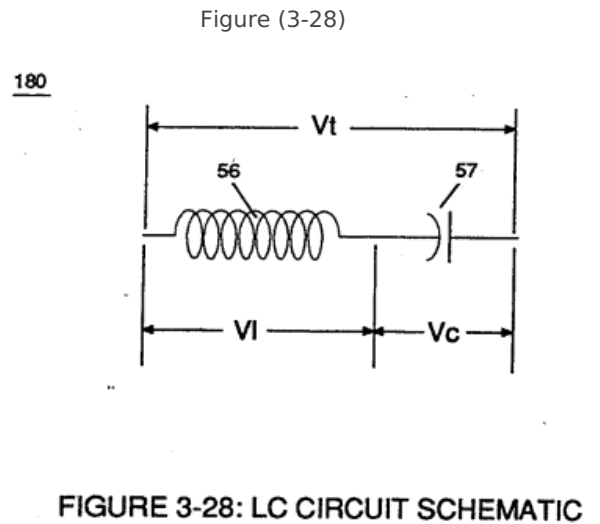 Figure (3-28)
180
Vt
56
57
Vl
Vc
FIGURE 3-28: LC CIRCUIT SCHEMATIC